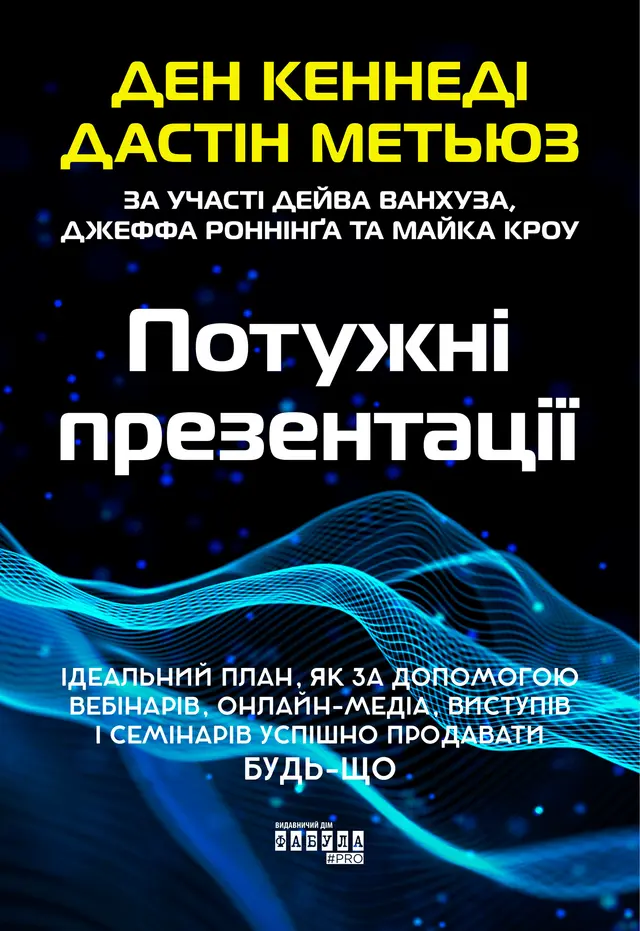 ДЕН КЕННЕДІ
ДАСТІН МЕТЬЮЗ
ЗА УЧАСТІ ДЕЙВА ВАНХУЗА,
ДЖЕФФА РОННІНҐА ТА МАЙКА КРОУ
Потужні
презентації
ІДЕАЛЬНИЙ ПЛАН, ЯК ЗА ДОПОМОГОЮ
ВЕБІНАРІВ, ОНЛАЙН-МЕДІА, ВИСТУПІВ
І СЕМІНАРІВ УСПІШНО ПРОДАВАТИ
БУДЬ-ЩО
ВИДАВНИЧИЙ ДІМ
ФАБУЛА
#PRO